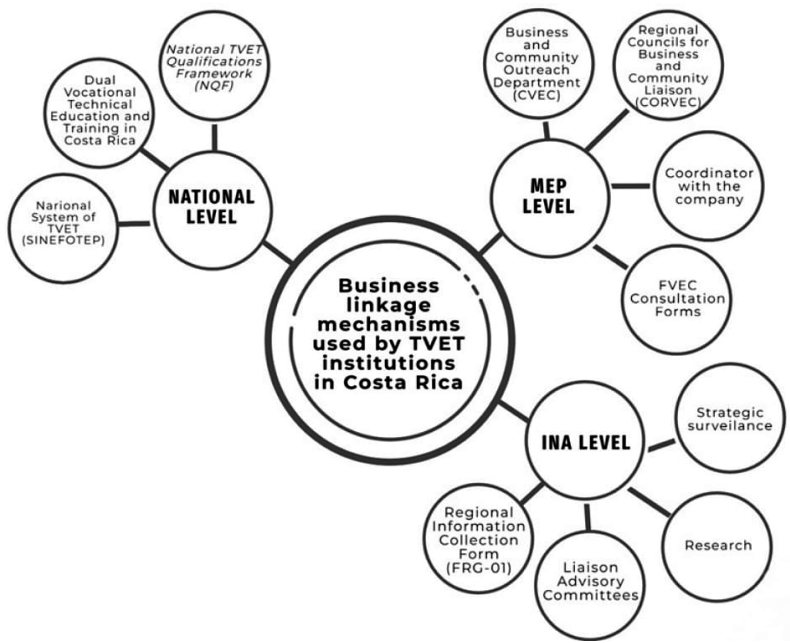 National TVET
Qualifications
Framework
(NQF)
Dual
Vocational
Technical
Education and
Training in
Costa Rica
Narional
System of
TVET
(SINEFOTEP)
NATIONAL
LEVEL
Business
and
Community
Outreach
Department
(CVEC)
Regional
Councils for
Business
and
Community
Liaison
(CORVEC)
MEP
LEVEL
Coordinator
with the
company
FVEC
Consultation
Forms
Business
linkage
mechanisms
used by TVET
institutions
in Costa Rica
INA LEVEL
Strategic
surveilance
Research
Liaison
Advisory
Committees
Regional
Information
Collection
Form
(FRG-01)